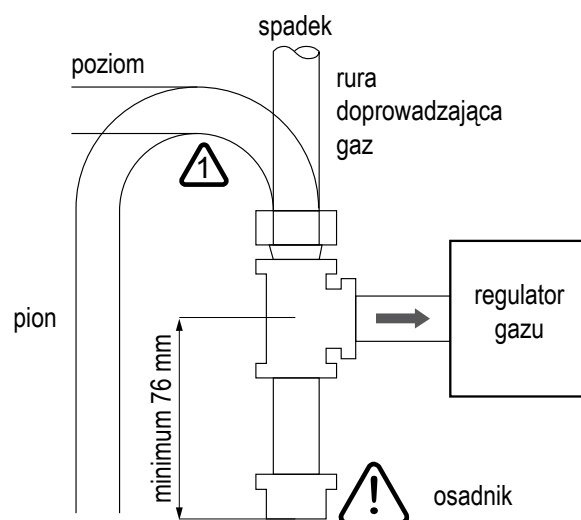 spadek
poziom
rura
doprowadzająca
gaz
1
regulator
gazu
pion
minimum 76 mm
!
osadnik